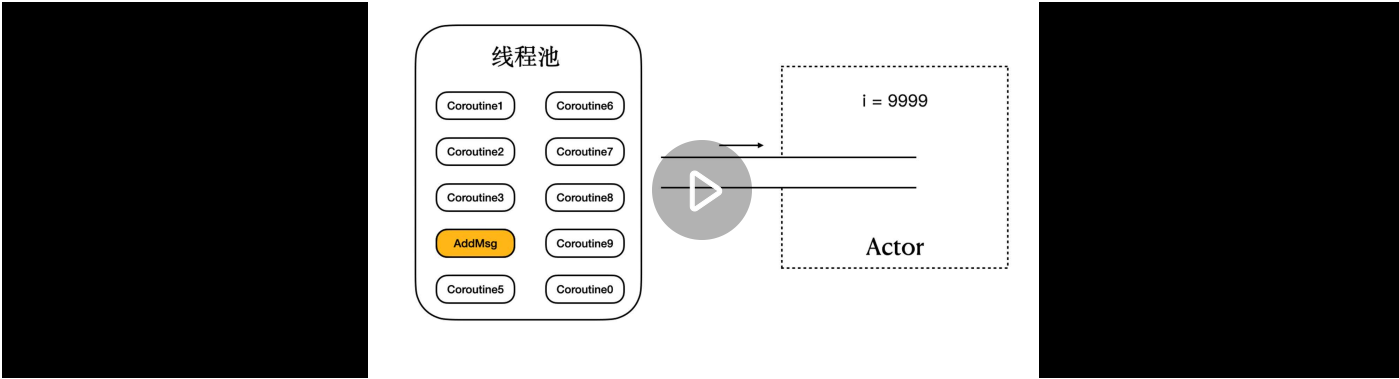 线程池
Coroutine1
Coroutine6
Coroutine2
Coroutine7
Coroutine3
Coroutine8
AddMsg
Coroutine9
Coroutine5
Coroutine0
i = 9999
Actor